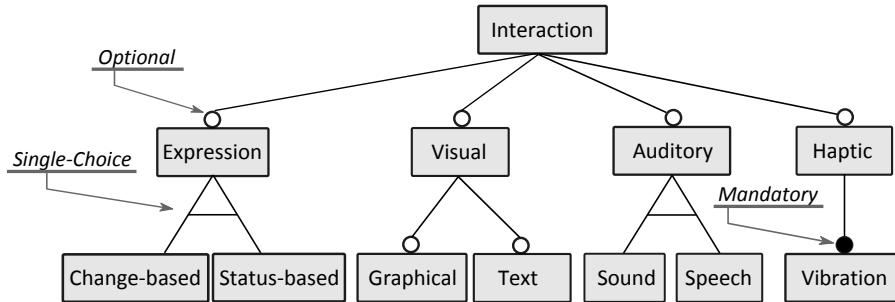 Interaction
Optional
Expression
Visual
Auditory
Haptic
Single-Choice
Mandatory
Change-based
Status-based
Graphical
Text
Sound
Speech
Vibration